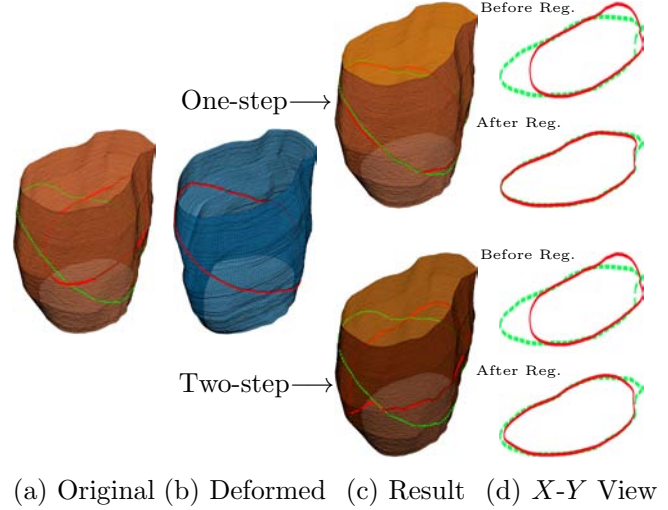 Before Reg.
One-step
After Reg.
Before Reg.
After Reg.
Two-step
(a) Original (b) Deformed (c) Result (d) X-Y View